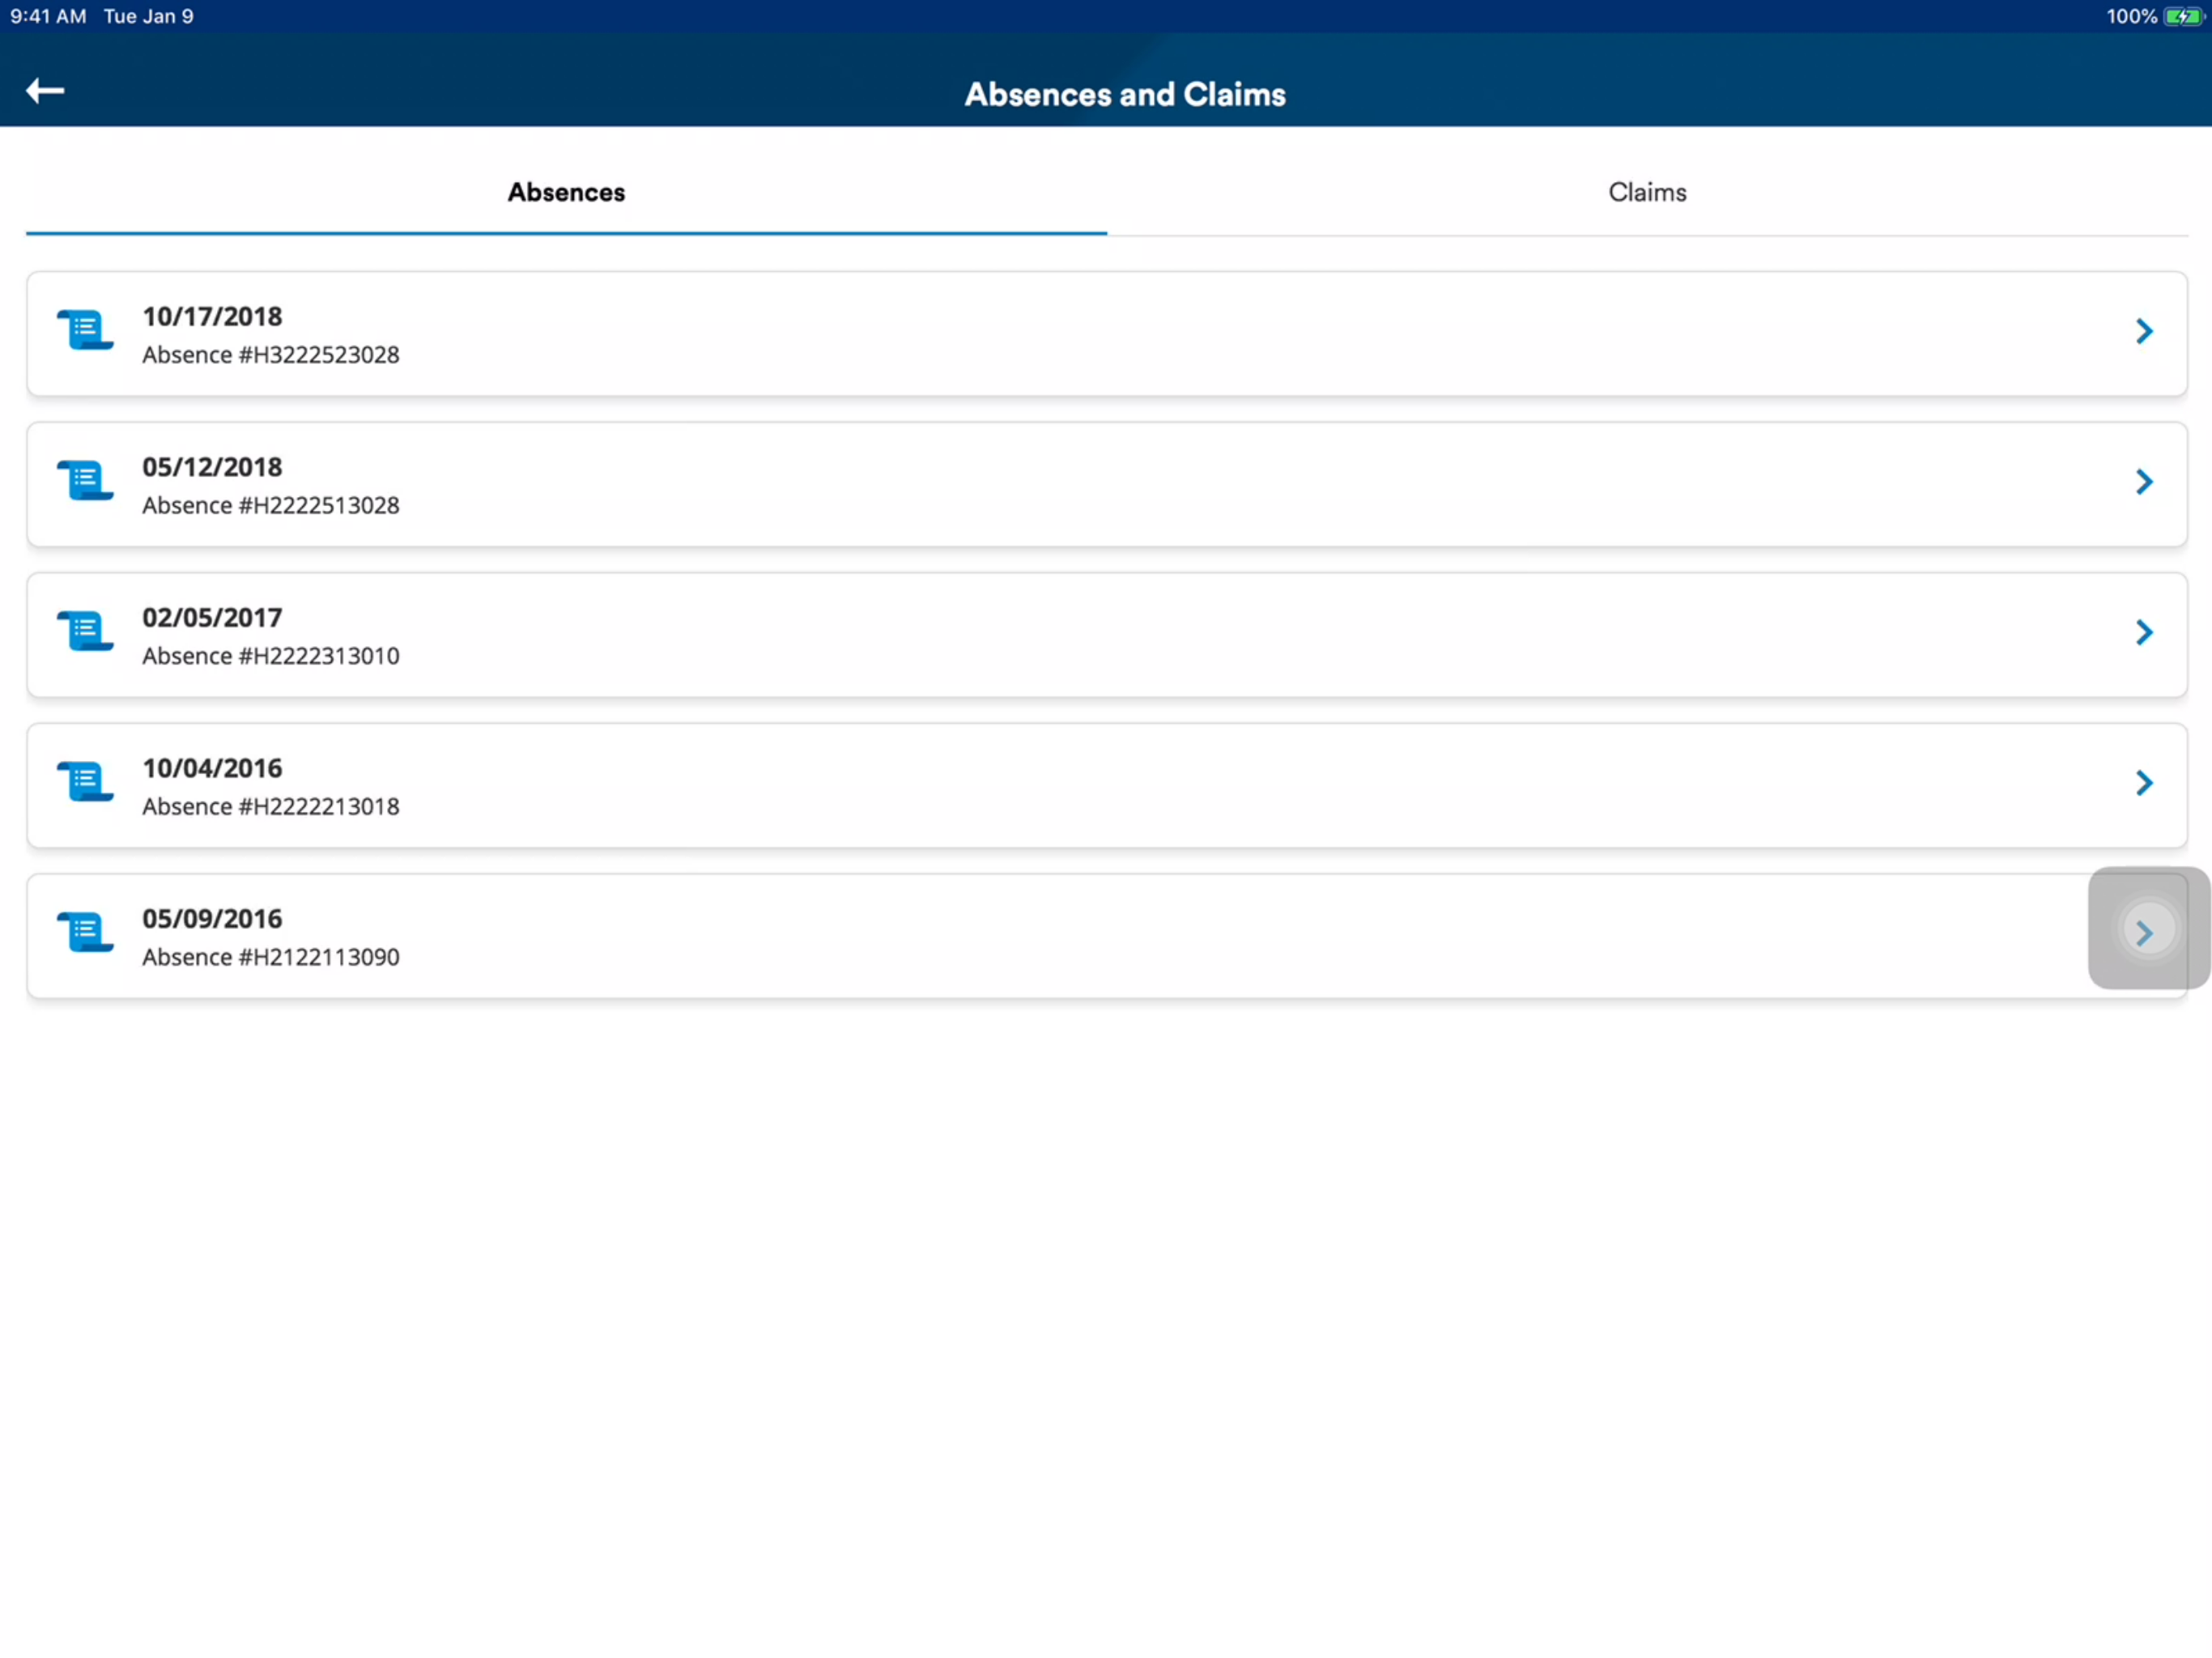 9:41 AM Tue Jan 9 100%
Absences and Claims
Absences Claims
10/17/2018
Absence #H3222523028
05/12/2018
Absence #H2222513028
02/05/2017
Absence #H2222313010
10/04/2016
Absence #H2222213018
05/09/2016
Absence #H2122113090